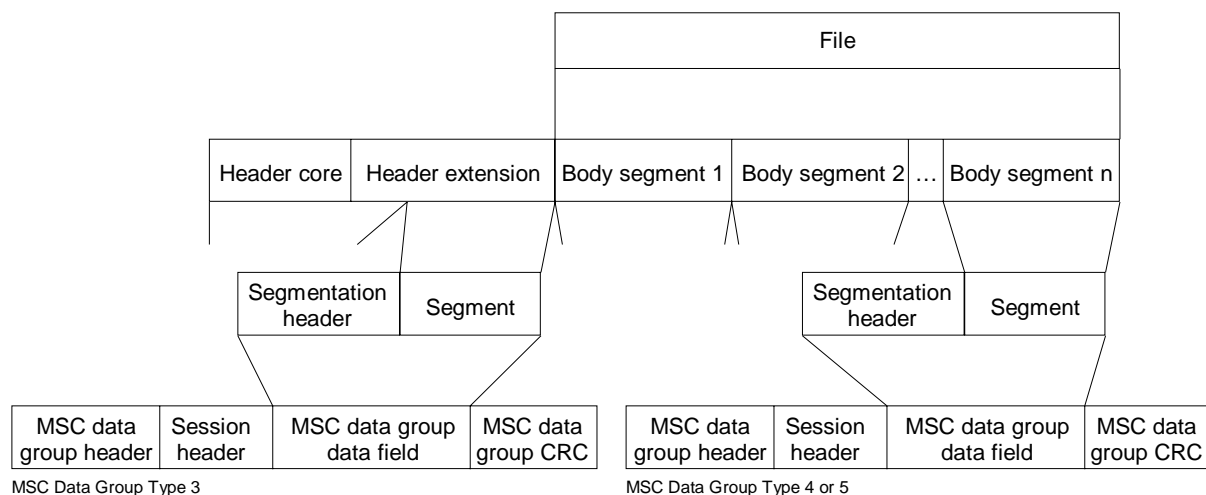 File
Header core
Header extension
Body segment 1
Body segment 2
...
Body segment n
Segmentation
header
Segment
Segmentation
header
Segment
MSC data
group header
Session
header
MSC data group
data field
MSC data
group CRC
MSC data
group header
Session
header
MSC data group
data field
MSC data
group CRC
MSC Data Group Type 3
MSC Data Group Type 4 or 5